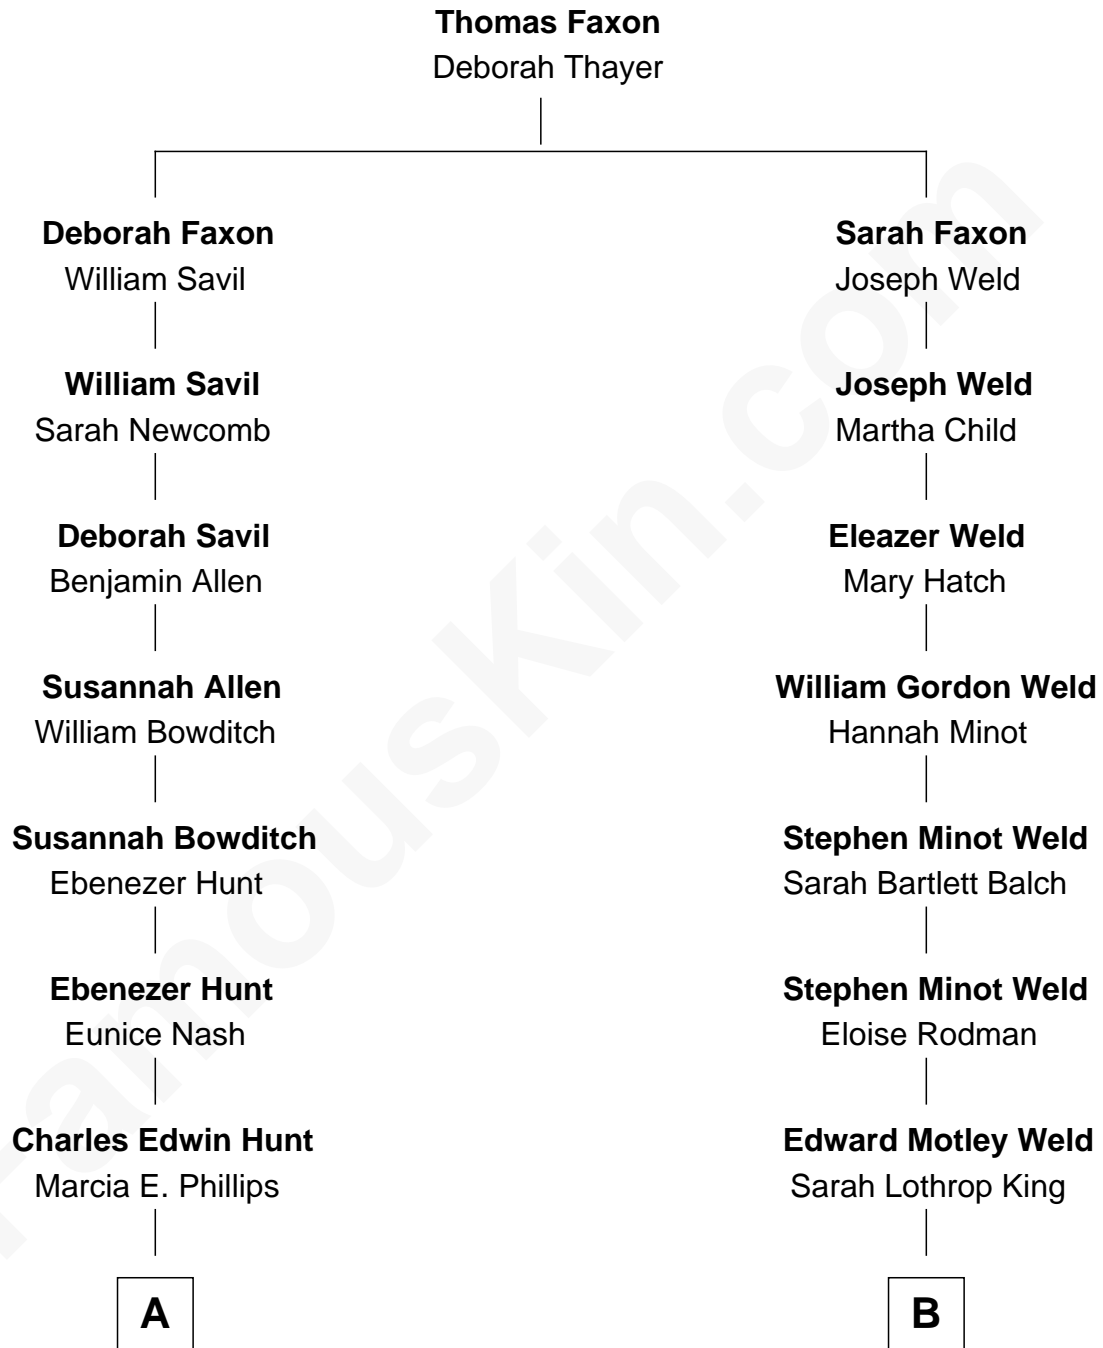 Thomas Faxon
Deborah Thayer
Deborah Faxon
William Savil
Sarah Faxon
Joseph Weld
William Savil
Sarah Newcomb
Joseph Weld
Martha Child
Deborah Savil
Benjamin Allen
Eleazer Weld
Mary Hatch
Susannah Allen
William Bowditch
William Gordon Weld
Hannah Minot
Susannah Bowditch
Ebenezer Hunt
Stephen Minot Weld
Sarah Bartlett Balch
Ebenezer Hunt
Eunice Nash
Stephen Minot Weld
Eloise Rodman
Charles Edwin Hunt
Marcia E. Phillips
Edward Motley Weld
Sarah Lothrop King
A
B
FamousKin.com